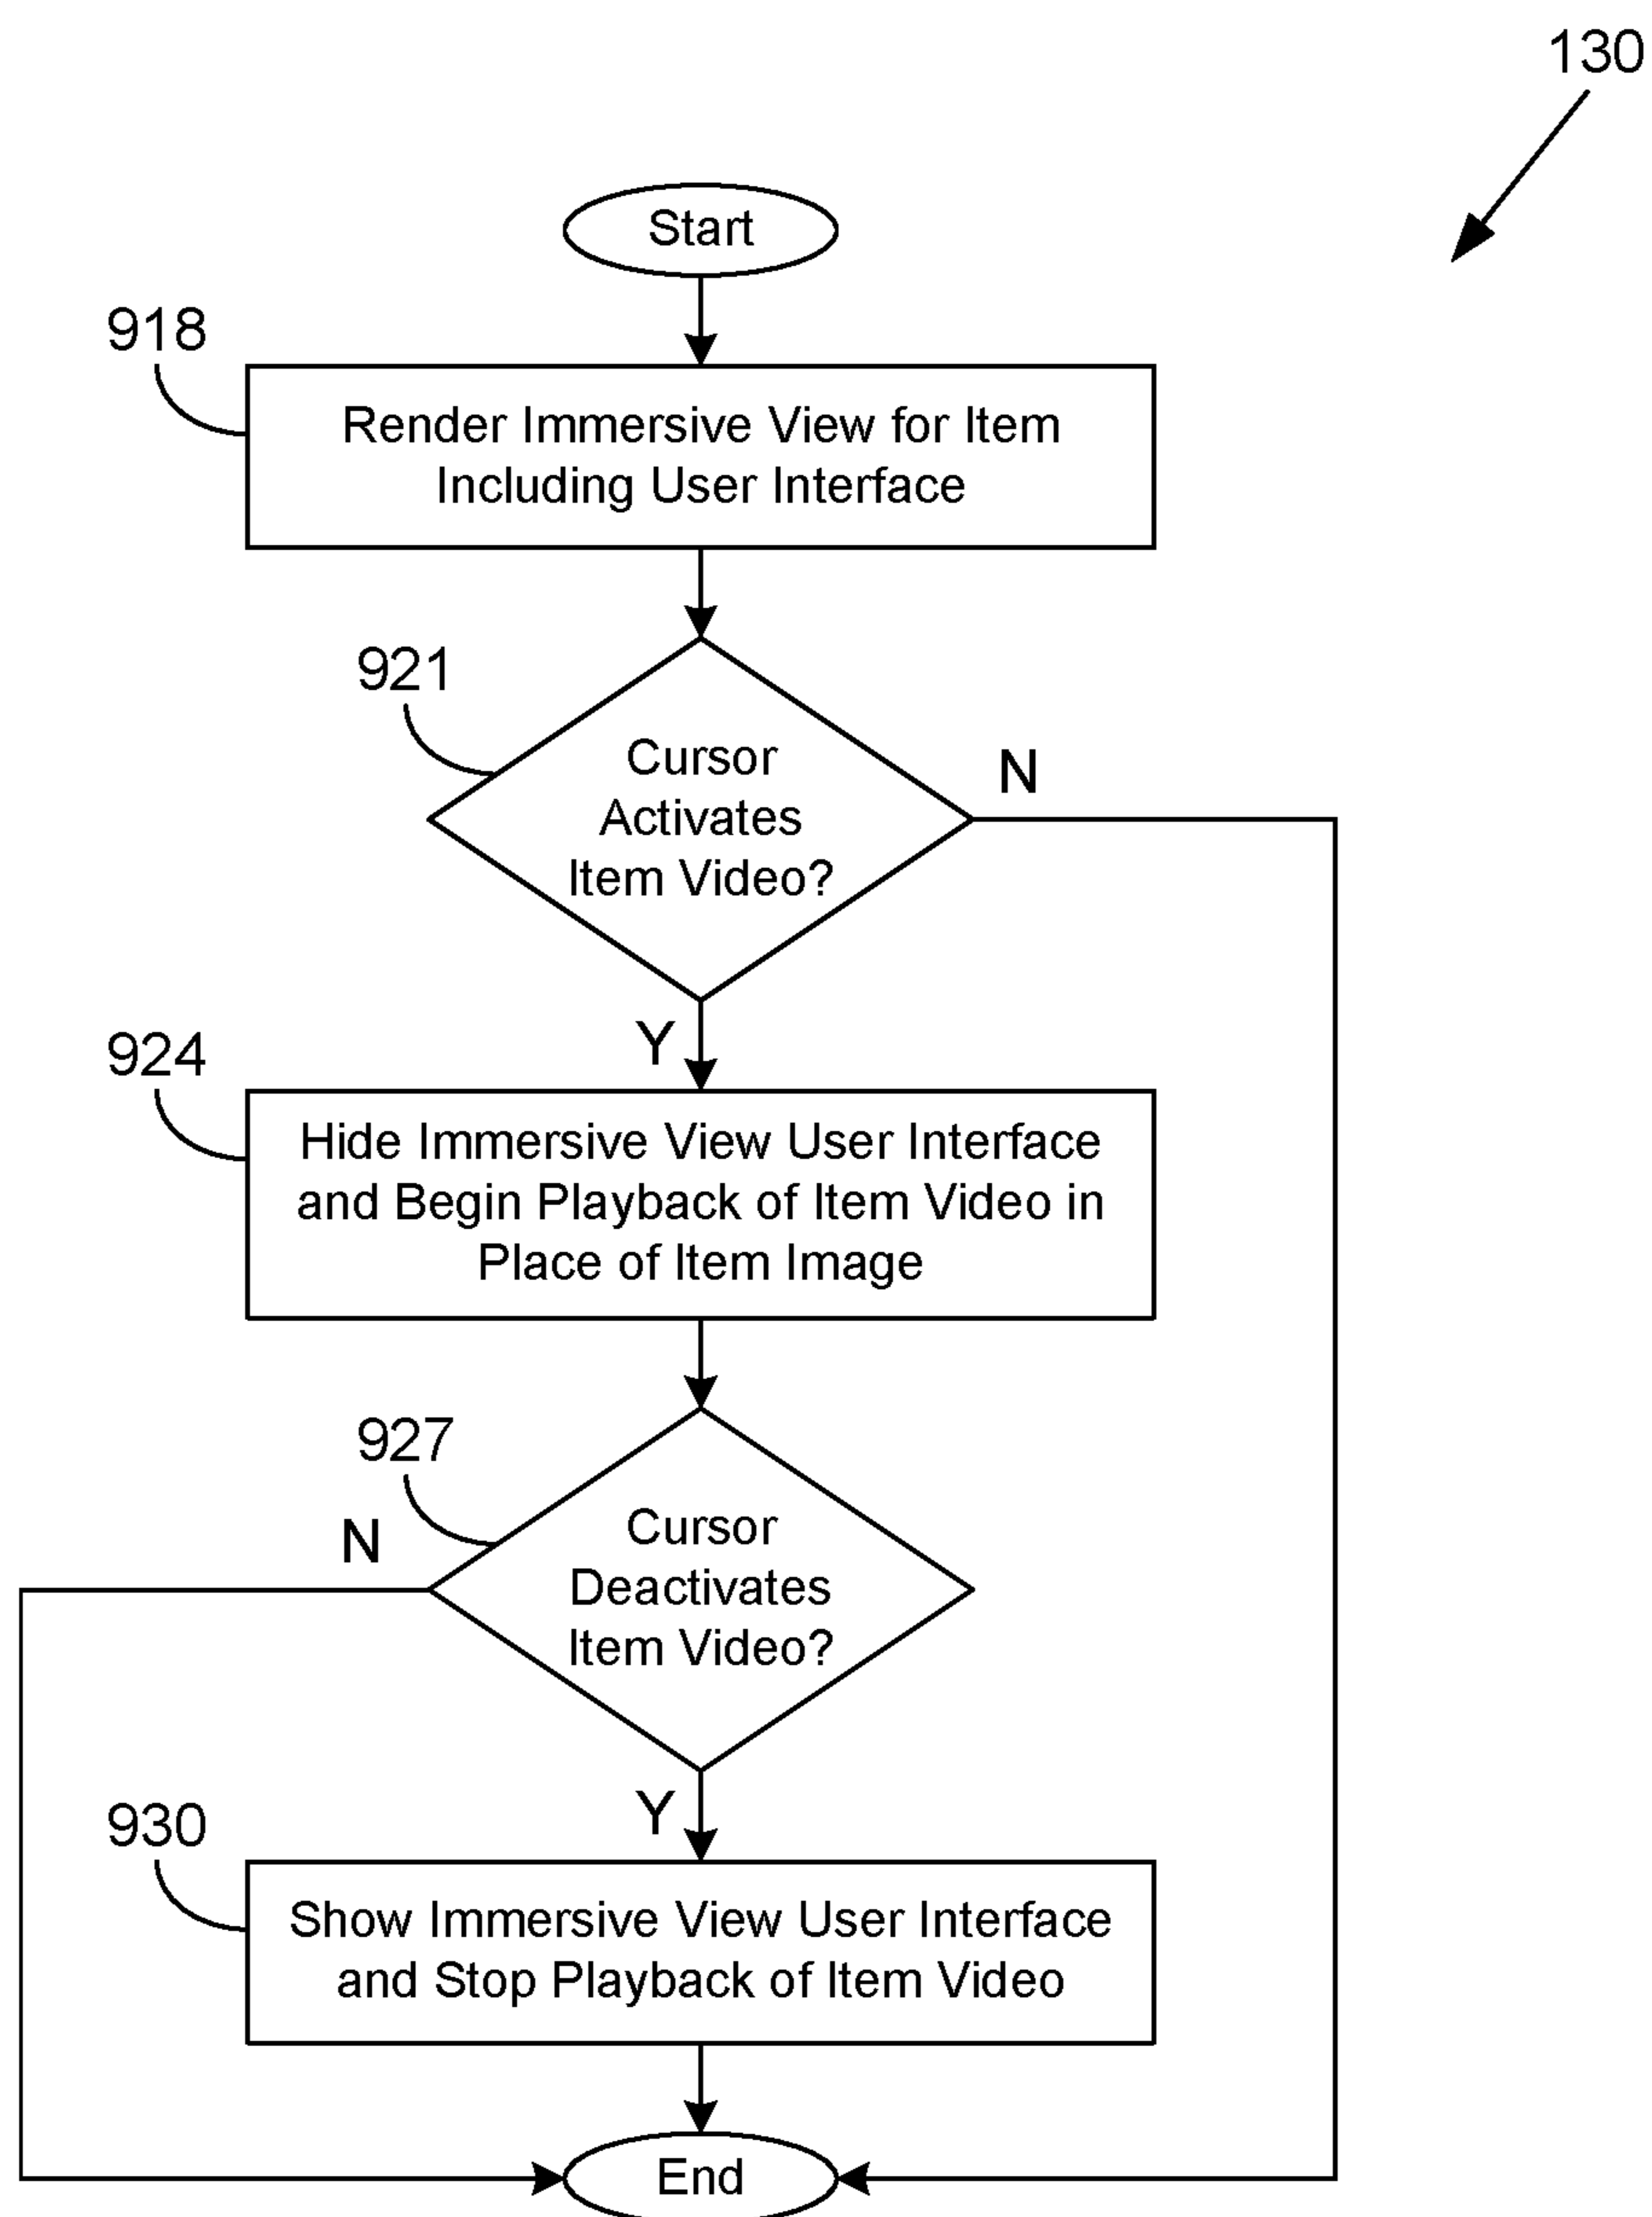 130
Start
918
Render Immersive View for Item
Including User Interface
921
Cursor
Activates
Item Video?
N
Y
924
Hide Immersive View User Interface
and Begin Playback of Item Video in
Place of Item Image
927
Cursor
Deactivates
Item Video?
N
Y
930
Show Immersive View User Interface
and Stop Playback of Item Video
End